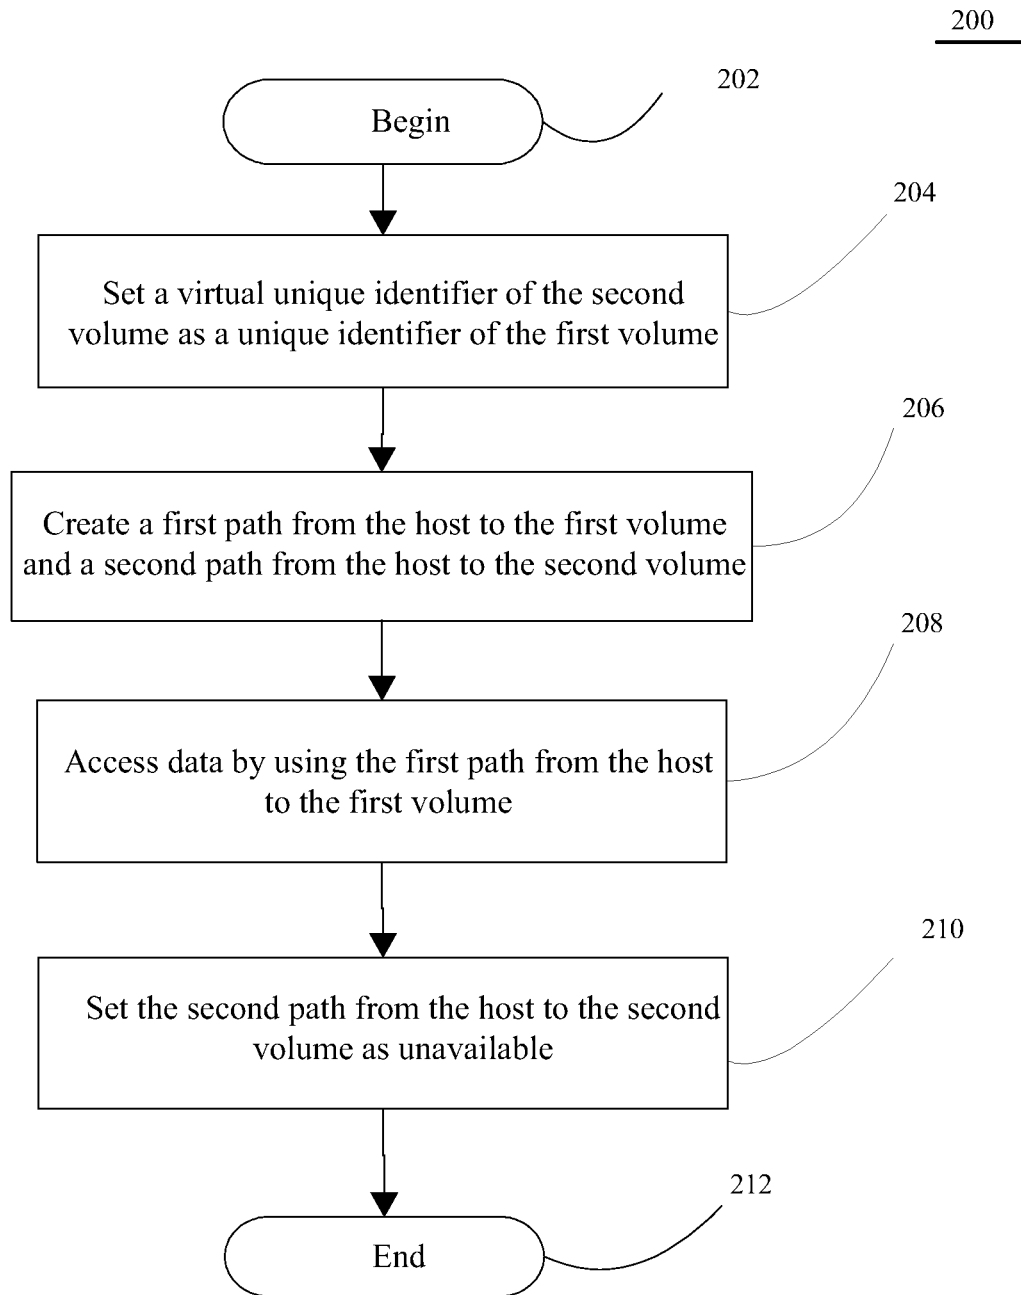 200
202
Begin
204
Set a virtual unique identifier of the second
volume as a unique identifier of the first volume
206
Create a first path from the host to the first volume
and a second path from the host to the second volume
208
Access data by using the first path from the host
to the first volume
210
Set the second path from the host to the second
volume as unavailable
212
End